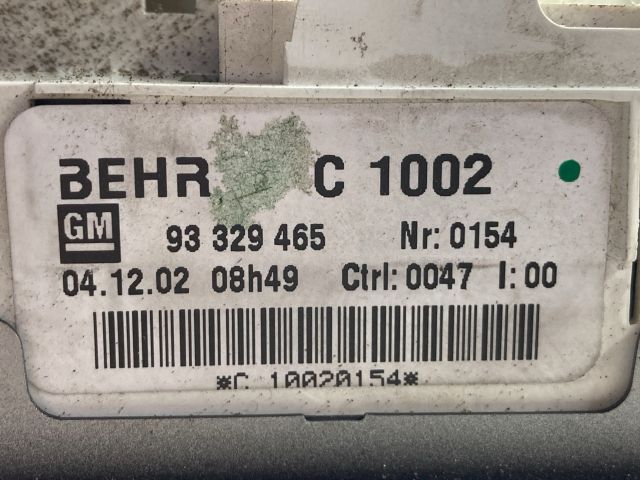 BEHR C 1002
GM 93 329 465 Nr: 0154
04.12.02 08h49 Ctrl: 0047 I: 00
*C 10020154*